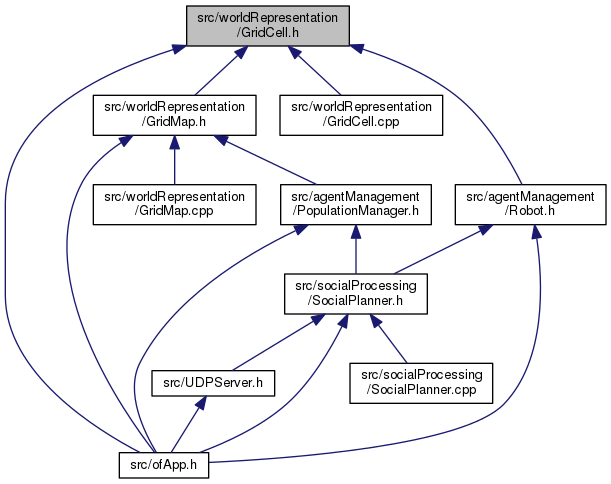 src/worldRepresentation
/GridCell.h
src/worldRepresentation
/GridMap.h
src/worldRepresentation
/GridCell.cpp
src/worldRepresentation
/GridMap.cpp
src/agentManagement
/PopulationManager.h
src/agentManagement
/Robot.h
src/socialProcessing
/SocialPlanner.h
src/UDPServer.h
src/socialProcessing
/SocialPlanner.cpp
src/ofApp.h